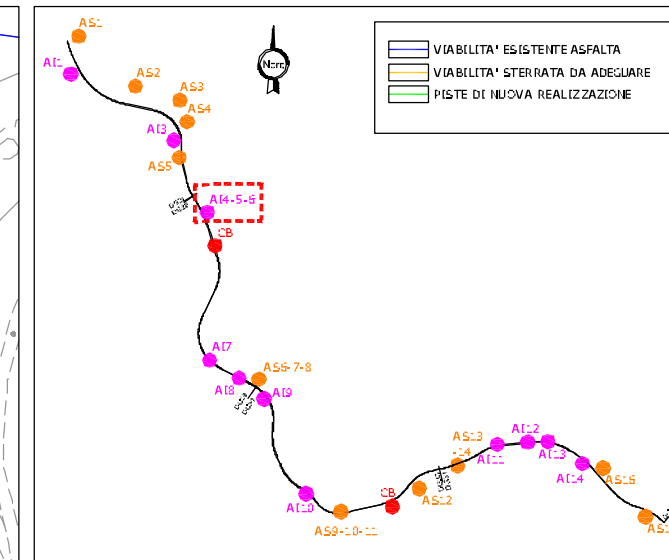 AS1
AI1
AS2
AS3
AS4
AI3
AS5
AI4-5-6
CB
Nord
VIABILITA' ESISTENTE ASFALTA
VIABILITA' STERRATA DA ADEGUARE
PISTE DI NUOVA REALIZZAZIONE
AI7
AS6-7-8
AI8
AI9
AI10
AS9-10-11
CB
AS12
AS13
-14
AI11
AI12
AI13
AI14
AS16